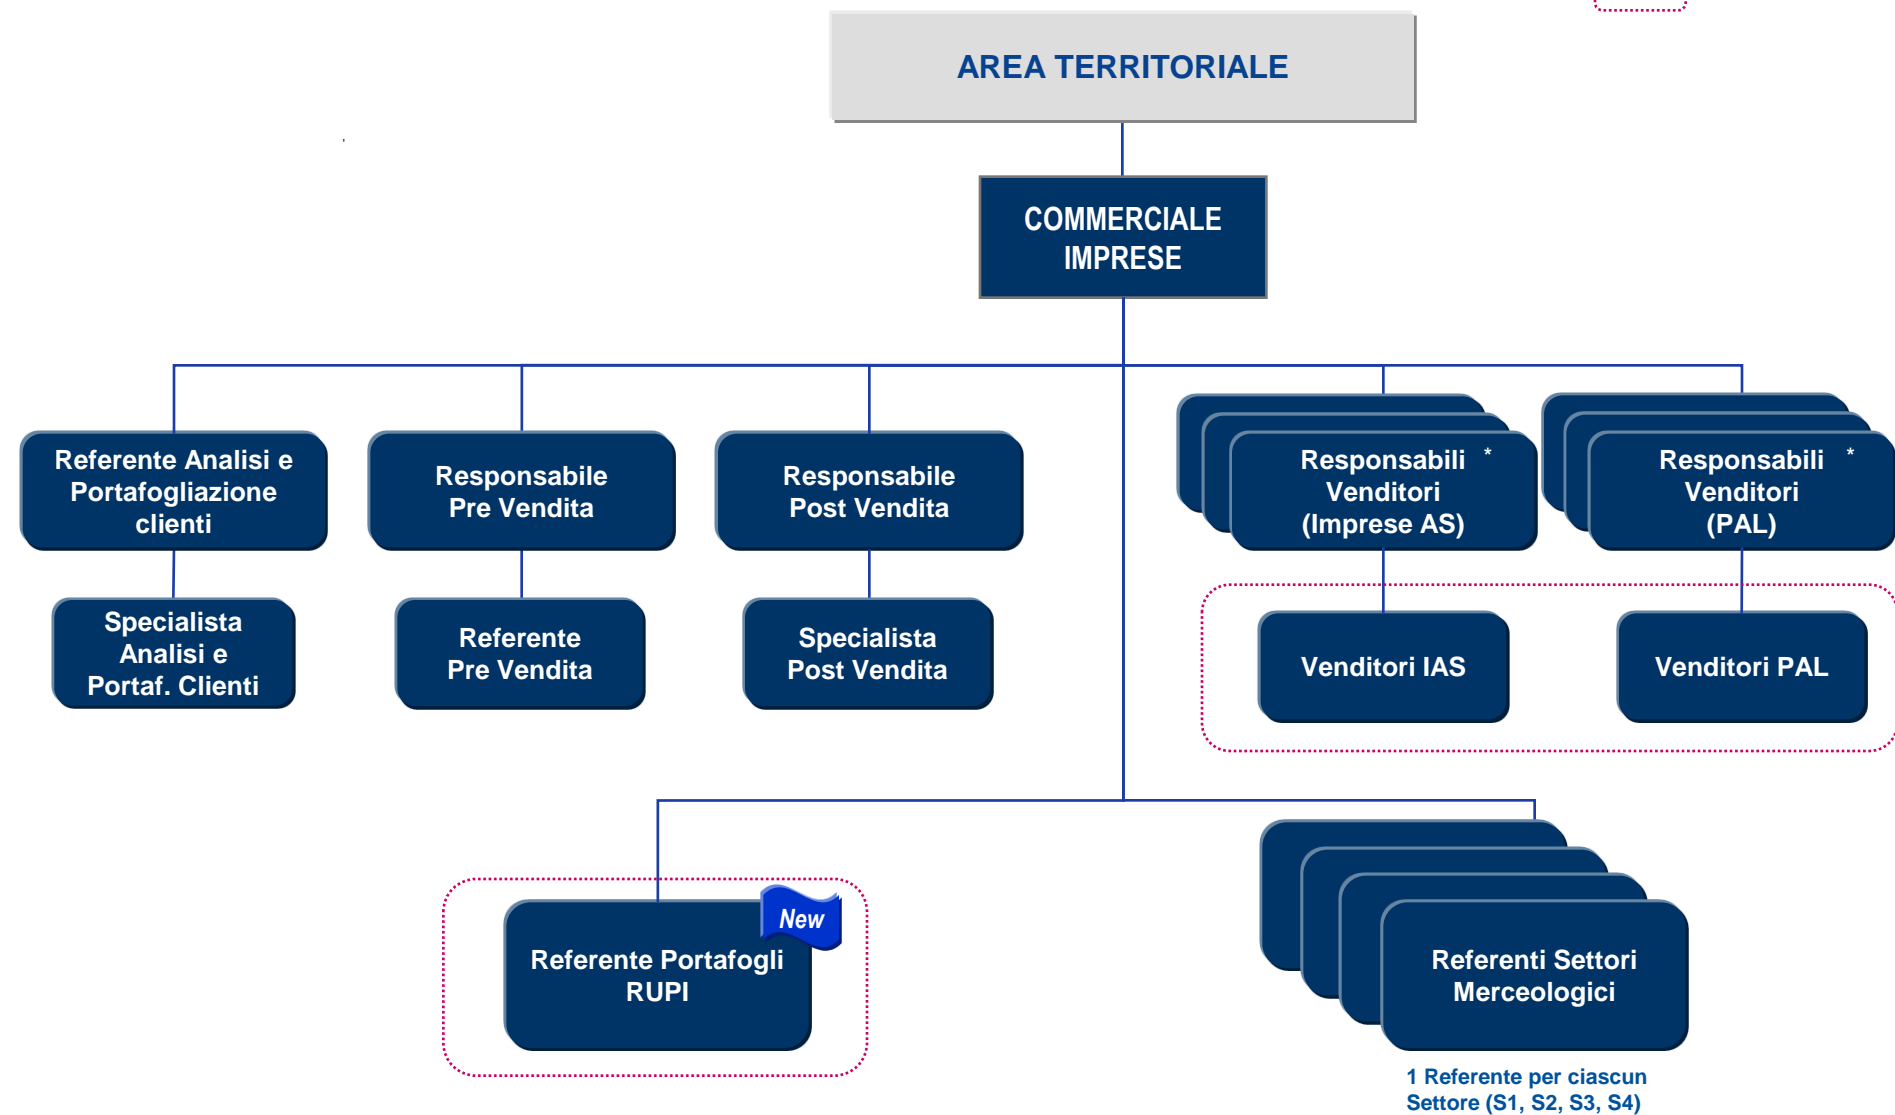 AREA TERRITORIALE
COMMERCIALE
IMPRESE
Referente Analisi e
Portafogliazione
clienti
Responsabile
Pre Vendita
Responsabile
Post Vendita
Responsabili *
Venditori
(Imprese AS)
Responsabili *
Venditori
(PAL)
Specialista
Analisi e
Portaf. Clienti
Referente
Pre Vendita
Specialista
Post Vendita
Venditori IAS
Venditori PAL
New
Referente Portafogli
RUPI
Referenti Settori
Merceologici
1 Referente per ciascun
Settore (S1, S2, S3, S4)